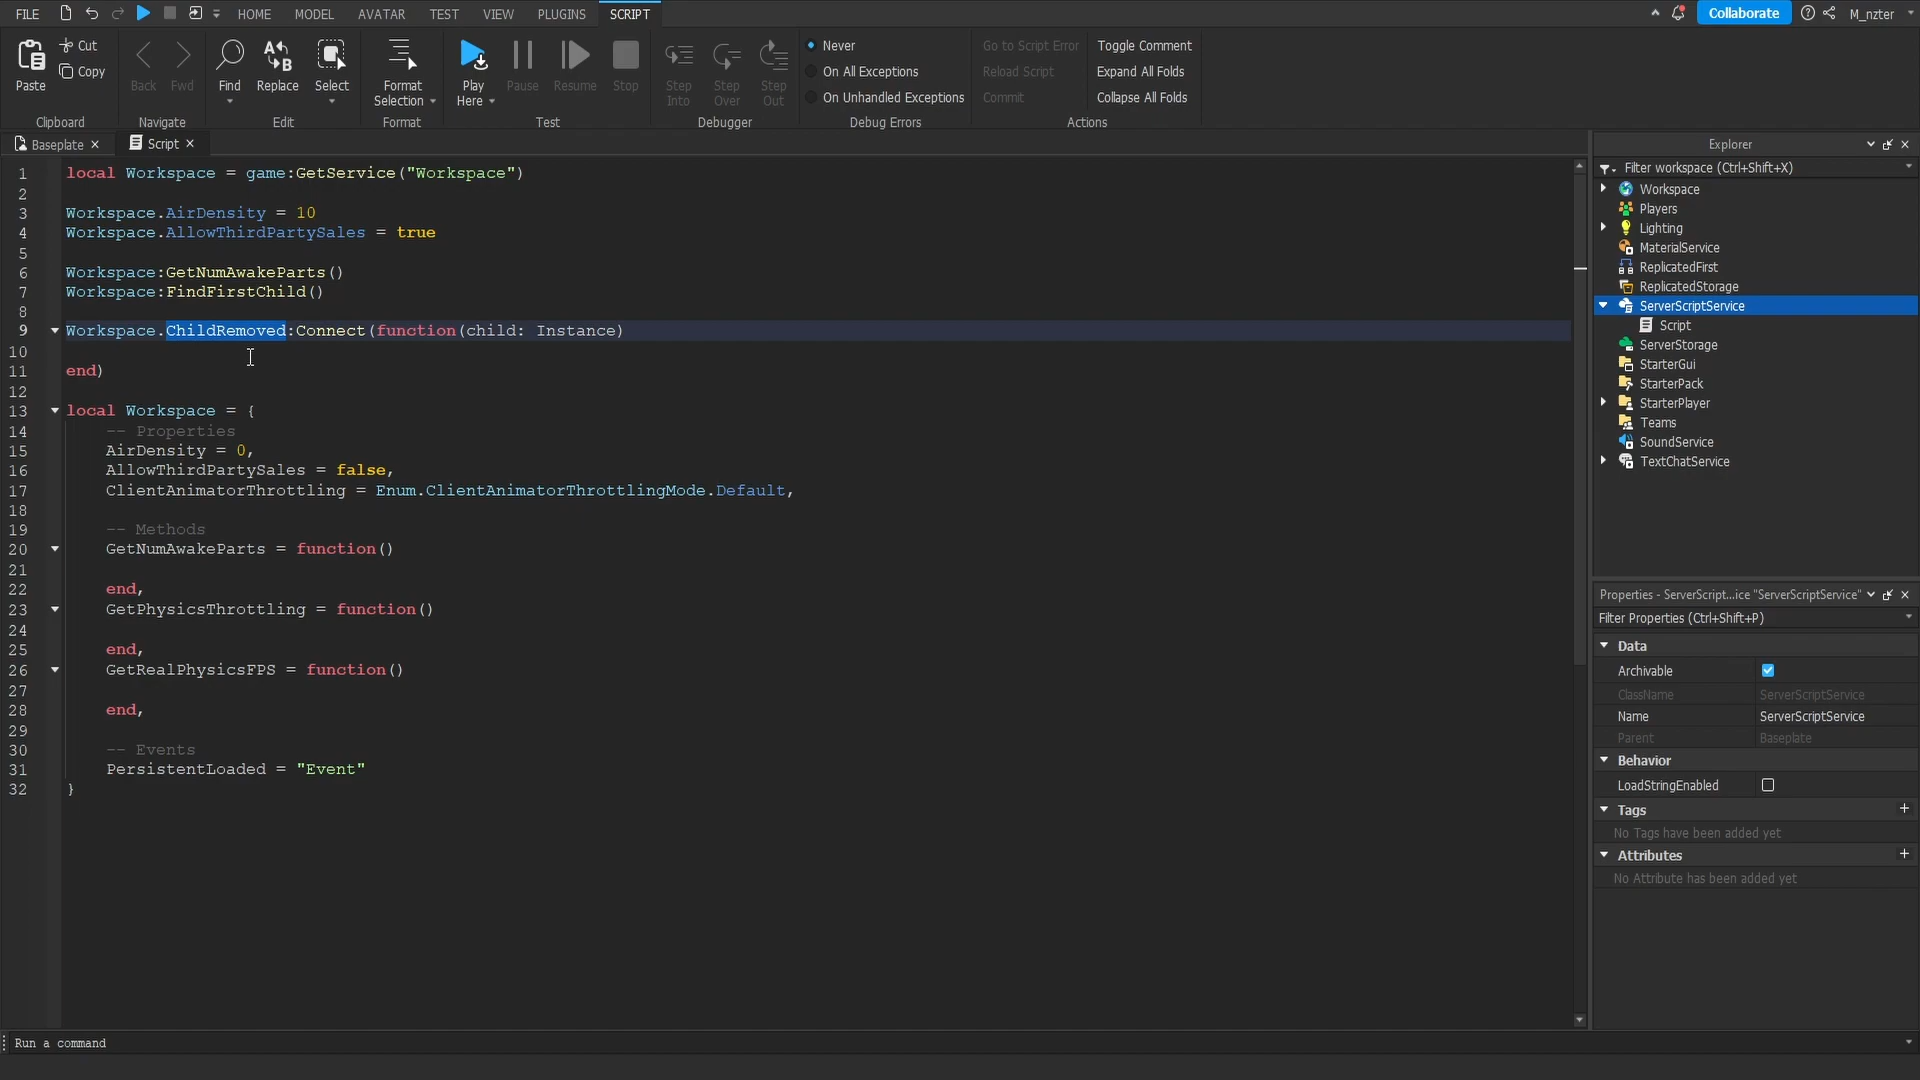 FILE HOME MODEL AVATAR TEST VIEW PLUGINS SCRIPT Collaborate M_nzter
Paste Cut Copy Back Fwd Find Replace Select Format Selection Play Here Pause Resume Stop Step Into Step Over Step Out
Never
On All Exceptions
On Unhandled Exceptions
Go to Script Error
Reload Script
Commit
Toggle Comment
Expand All Folds
Collapse All Folds
Clipboard Navigate Edit Format Test Debugger Debug Errors Actions
Baseplate Script
1 local Workspace = game:GetService("Workspace")
2
3 Workspace.AirDensity = 10
4 Workspace.AllowThirdPartySales = true
5
6 Workspace:GetNumAwakeParts()
7 Workspace:FindFirstChild()
8
9 Workspace.ChildRemoved:Connect(function(child: Instance)
10
11 end)
12
13 local Workspace = {
14 -- Properties
15 AirDensity = 0,
16 AllowThirdPartySales = false,
17 ClientAnimatorThrottling = Enum.ClientAnimatorThrottlingMode.Default,
18
19 -- Methods
20 GetNumAwakeParts = function()
21
22 end,
23 GetPhysicsThrottling = function()
24
25 end,
26 GetRealPhysicsFPS = function()
27
28 end,
29
30 -- Events
31 PersistentLoaded = "Event"
32 }
Explorer
Filter workspace (Ctrl+Shift+X)
Workspace
Players
Lighting
MaterialService
ReplicatedFirst
ReplicatedStorage
ServerScriptService
Script
ServerStorage
StarterGui
StarterPack
StarterPlayer
Teams
SoundService
TextChatService
Properties - ServerScript...ice "ServerScriptService"
Filter Properties (Ctrl+Shift+P)
Data
Archivable
ClassName ServerScriptService
Name ServerScriptService
Parent Baseplate
Behavior
LoadStringEnabled
Tags +
No Tags have been added yet
Attributes +
No Attribute has been added yet
Run a command